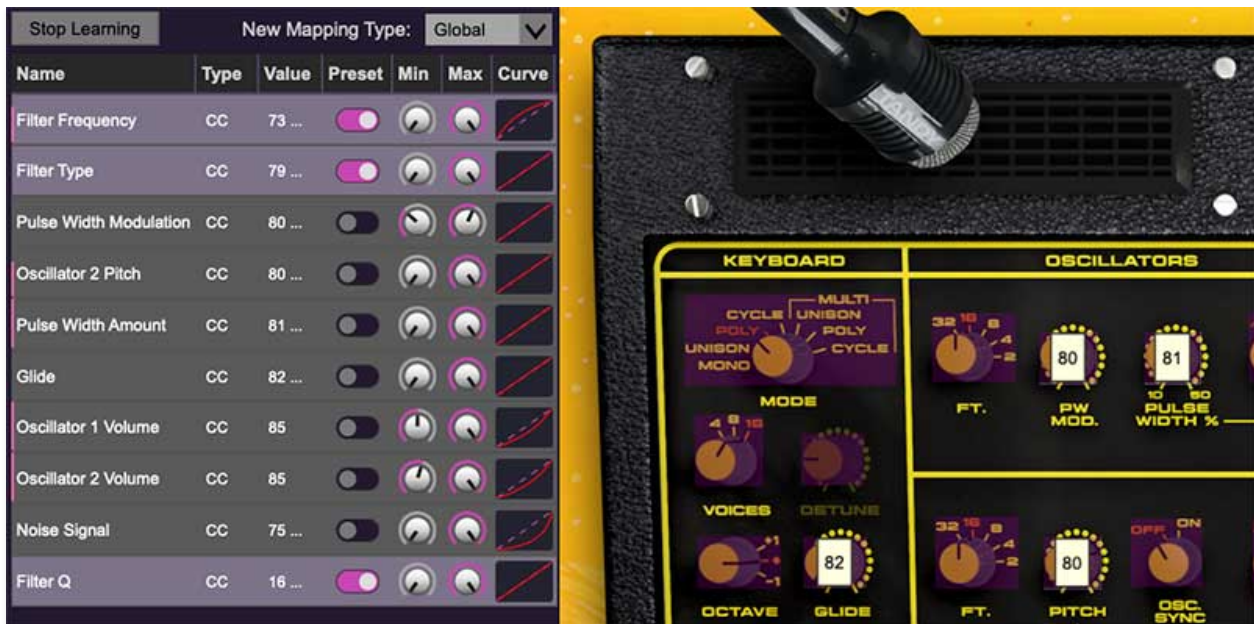 Stop Learning New Mapping Type: Global
Name Type Value Preset Min Max Curve
Filter Frequency CC 73 ...
Filter Type CC 79 ...
Pulse Width Modulation CC 80 ...
Oscillator 2 Pitch CC 80 ...
Pulse Width Amount CC 81 ...
Glide CC 82 ...
Oscillator 1 Volume CC 85
Oscillator 2 Volume CC 85
Noise Signal CC 75 ...
Filter Q CC 16 ...
TANDY
KEYBOARD
MULTI
CYCLE UNISON
POLY POLY
UNISON CYCLE
MONO
MODE
4 8 16
VOICES
DETUNE
+1
-1
OCTAVE
82
GLIDE
OSCILLATORS
32 16 8
4
2
FT.
80
PW
MOD.
81
10 50
PULSE
WIDTH %
32 16 8
4
2
FT.
80
PITCH
OFF ON
OSC.
SYNC